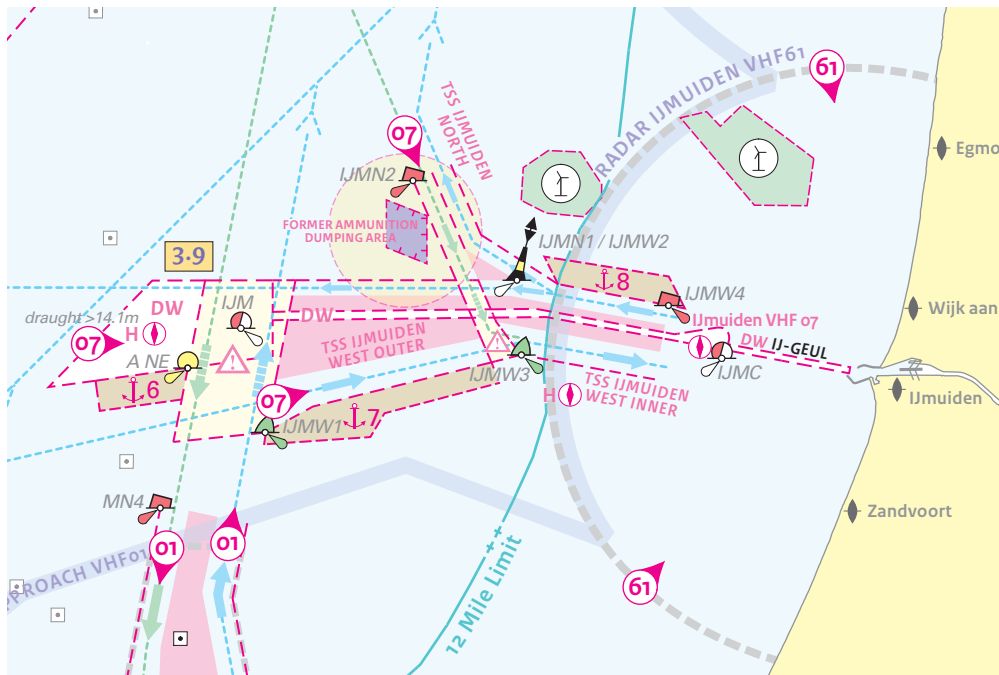 61
RADAR IJMUIDEN VHF61
TSS IJMUIDEN
NORTH
07
IJMN2
Egmo
FORMER AMMUNITION
DUMPING AREA
IJMN1 / IJMW2
3·9
8
IJMW4
IJM
DW
draught >14.1m
H
07
DW
IJmuiden VHF 07
Wijk aan
TSS IJMUIDEN
WEST OUTER
DW IJ-GEUL
A NE
IJMW3
IJMC
6
07
7
H
TSS IJMUIDEN
WEST INNER
IJmuiden
IJMW1
MN4
Zandvoort
01
01
PPROACH VHF01
12 Mile Limit
61